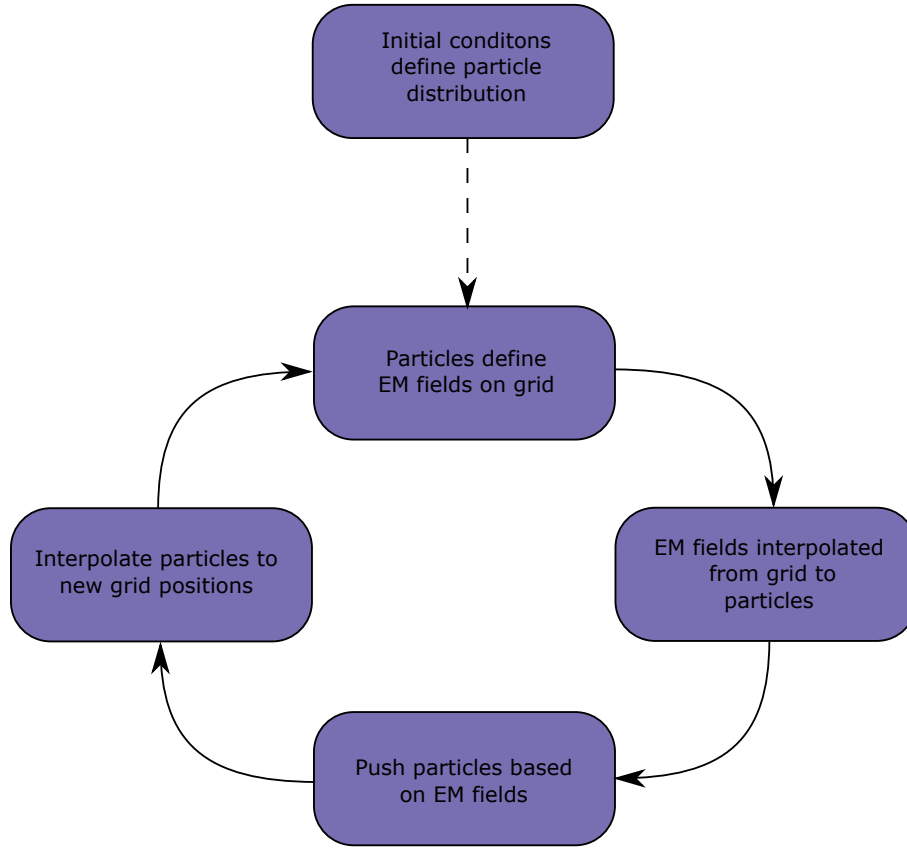 Initial conditons
define particle
distribution
Particles define
EM fields on grid
Interpolate particles to
new grid positions
EM fields interpolated
from grid to
particles
Push particles based
on EM fields